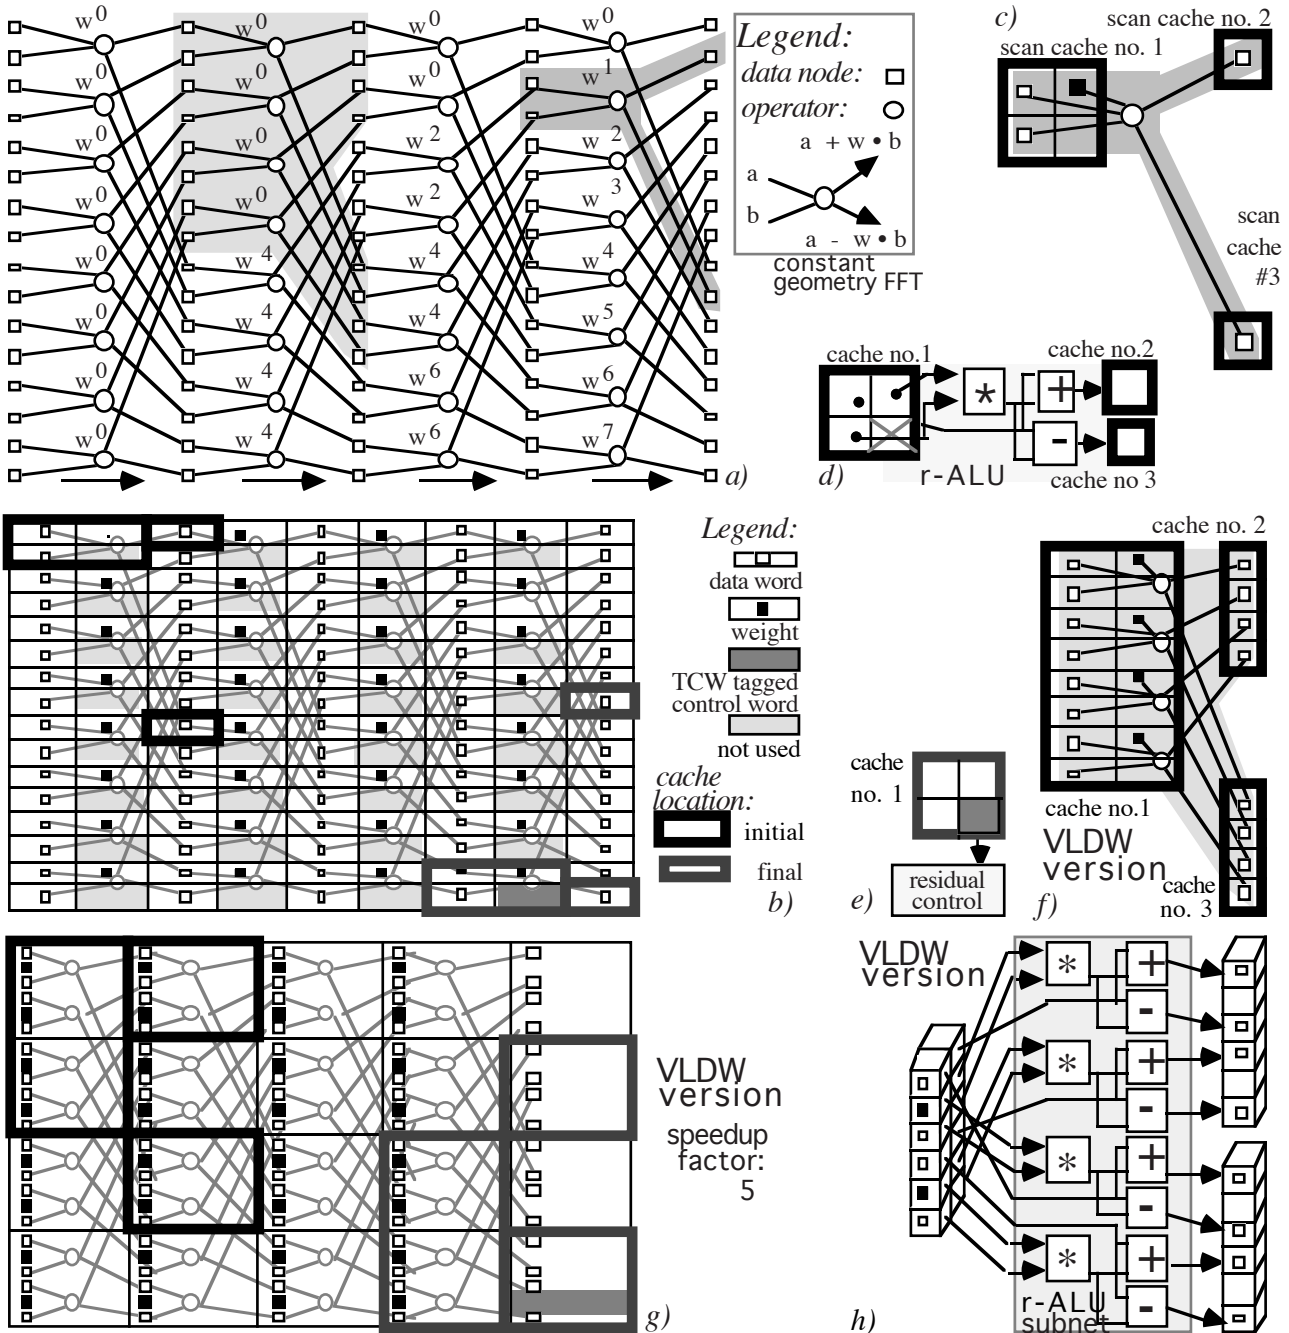 w0 w0 w0 w0
w0 w0 w0 w1
w0 w0 w2 w2
w0 w0 w2 w3
w0 w4 w4 w4
w0 w4 w4 w5
w0 w4 w6 w6
w0 w4 w6 w7
a)
Legend:
data node:
operator:
a + w • b
a
b
a - w • b
constant
geometry FFT
c)
scan cache no. 2
scan cache no. 1
scan
cache
#3
cache no.1
cache no.2
*
+
-
d)
r-ALU
cache no 3
Legend:
data word
weight
TCW tagged
control word
not used
cache
location:
initial
final
b)
cache
no. 1
residual
control
e)
cache no. 2
cache no.1
VLDW
version
cache
no. 3
f)
VLDW
version
speedup
factor:
5
g)
VLDW
version
*
+
-
*
+
-
*
+
-
*
+
-
r-ALU
subnet
h)